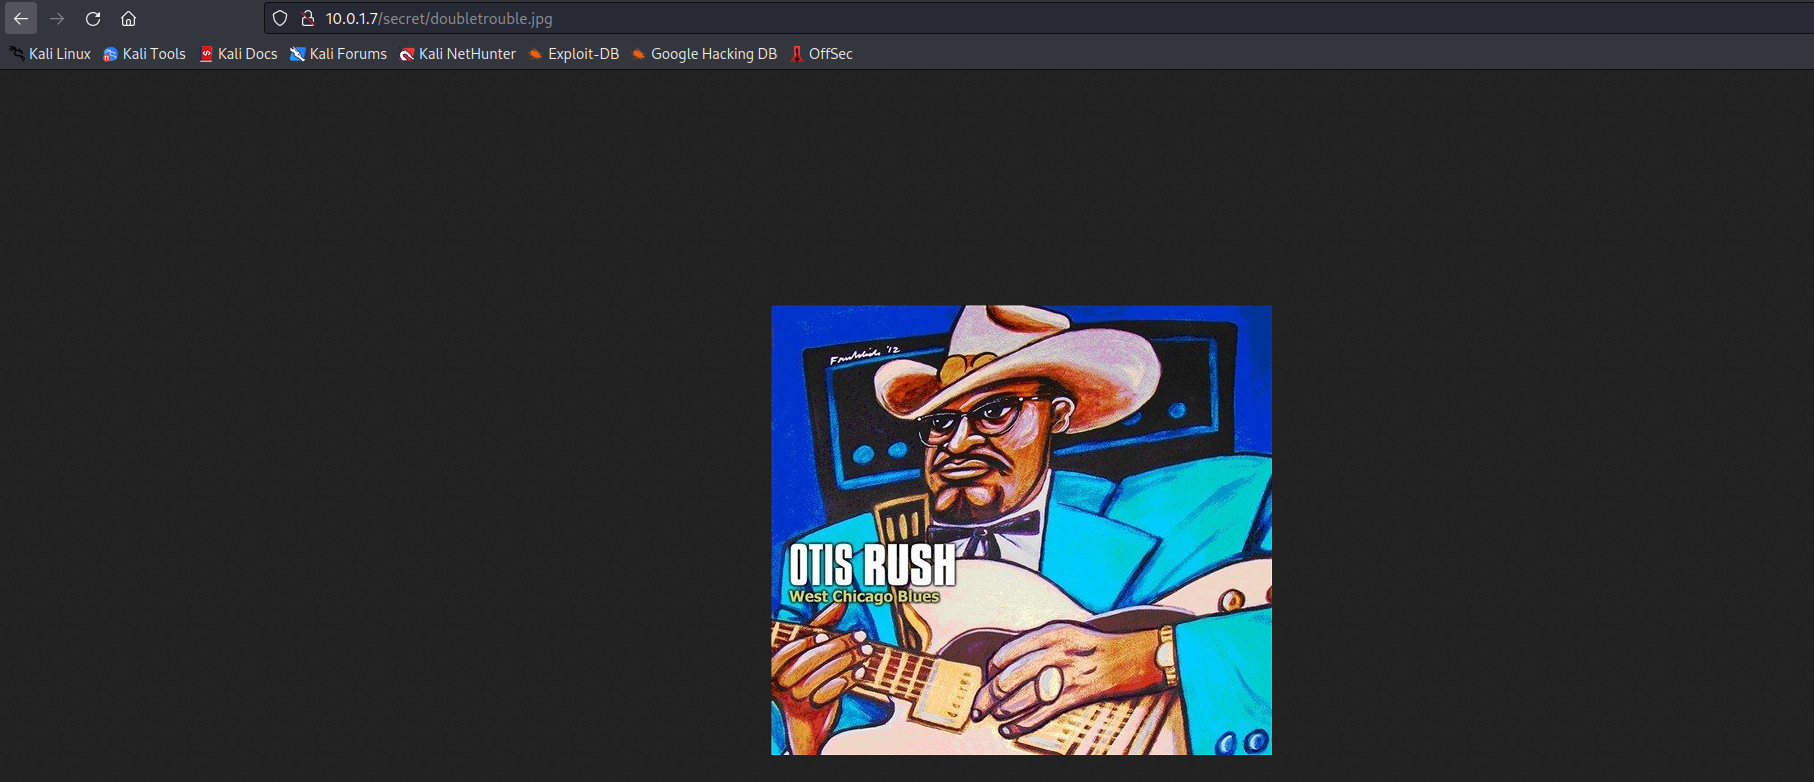 10.0.1.7/secret/doubletrouble.jpg
Kali Linux Kali Tools Kali Docs Kali Forums Kali NetHunter Exploit-DB Google Hacking DB OffSec
'12
OTIS RUSH
West Chicago Blues